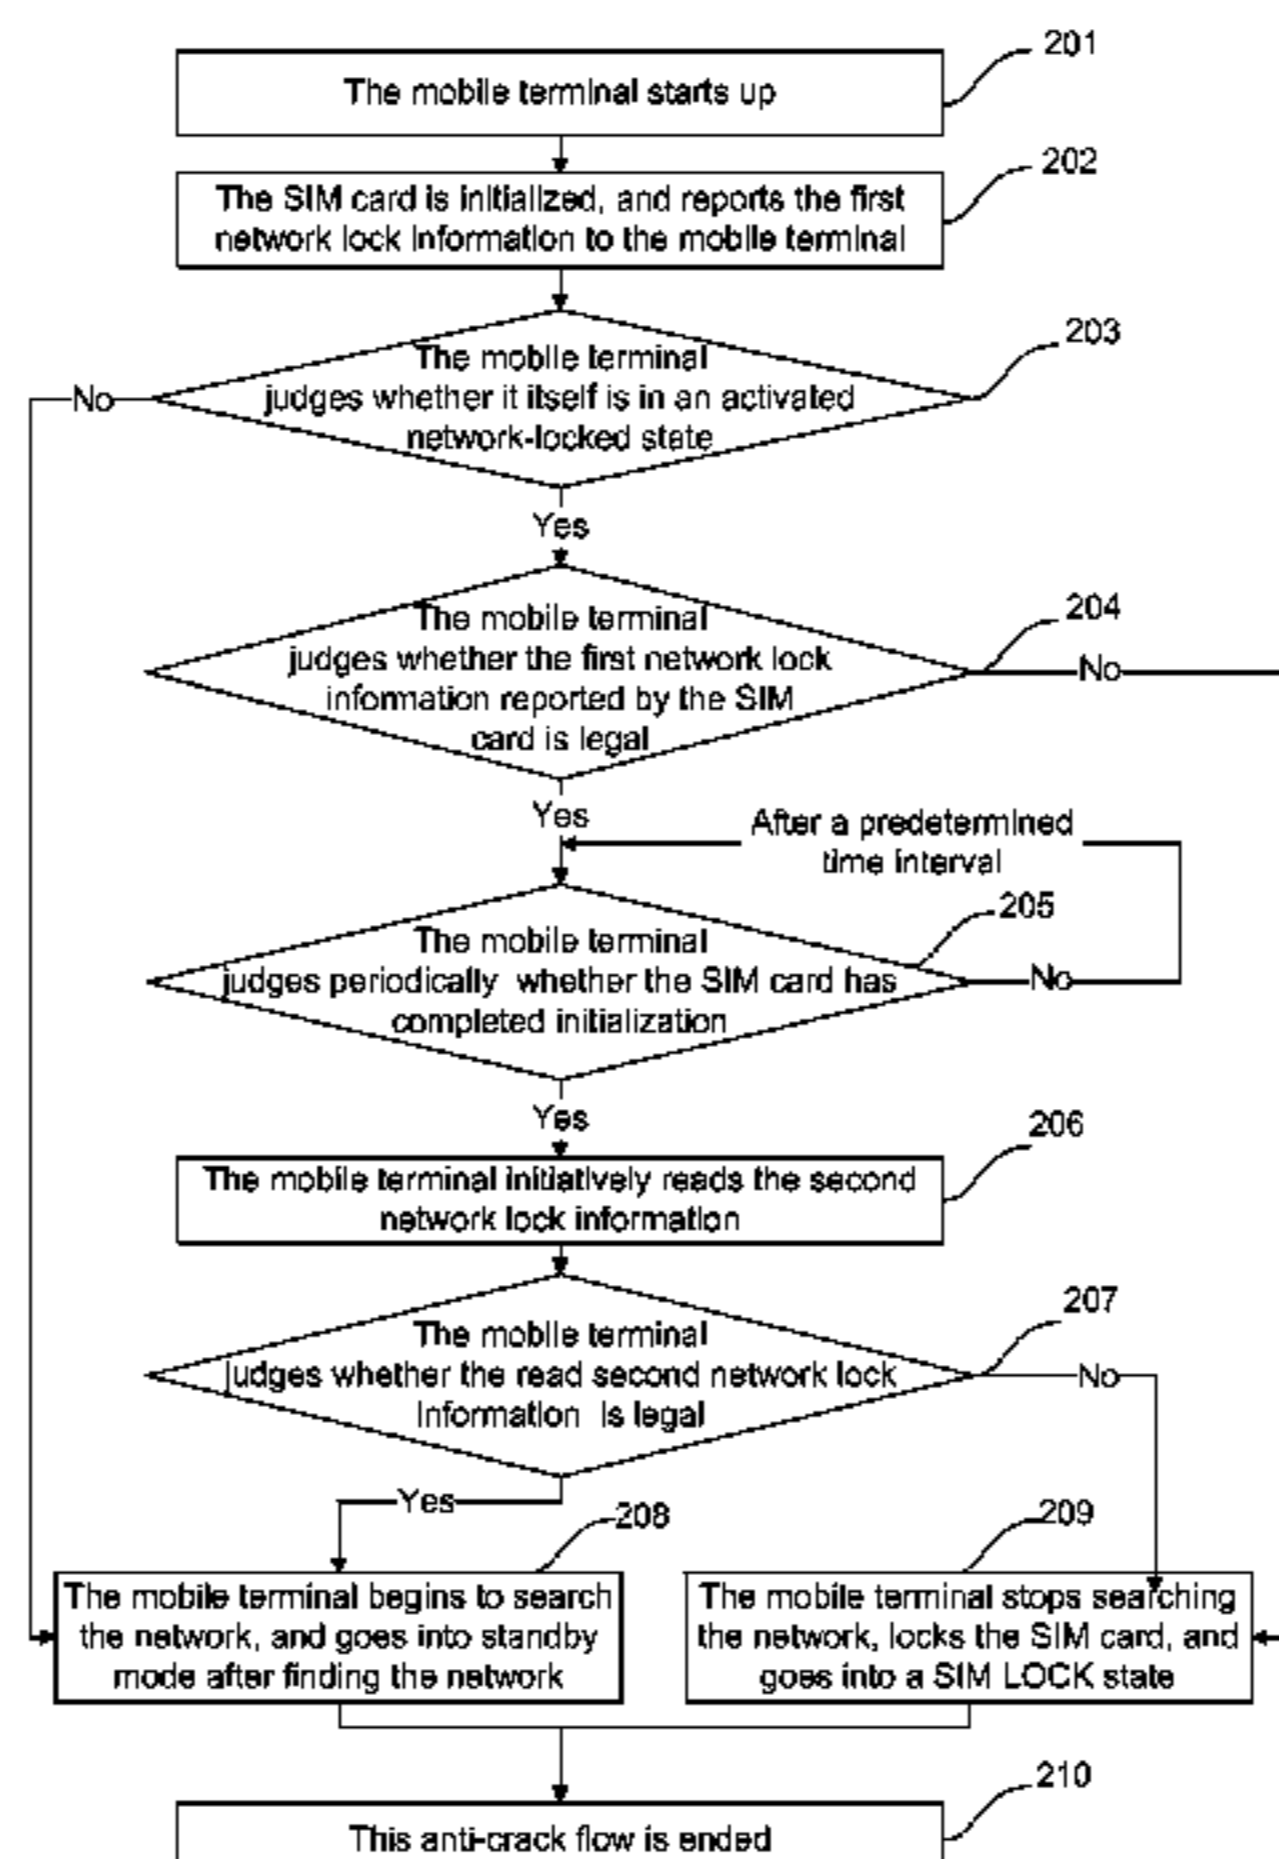 201
The mobile terminal starts up
202
The SIM card is initialized, and reports the first
network lock information to the mobile terminal
203
The mobile terminal
judges whether it itself is in an activated
network-locked state
No
Yes
204
The mobile terminal
judges whether the first network lock
information reported by the SIM
card is legal
No
Yes
After a predetermined
time interval
205
The mobile terminal
judges periodically whether the SIM card has
completed initialization
No
Yes
206
The mobile terminal initiatively reads the second
network lock information
207
The mobile terminal
judges whether the read second network lock
information is legal
No
Yes
208
The mobile terminal begins to search
the network, and goes into standby
mode after finding the network
209
The mobile terminal stops searching
the network, locks the SIM card, and
goes into a SIM LOCK state
210
This anti-crack flow is ended